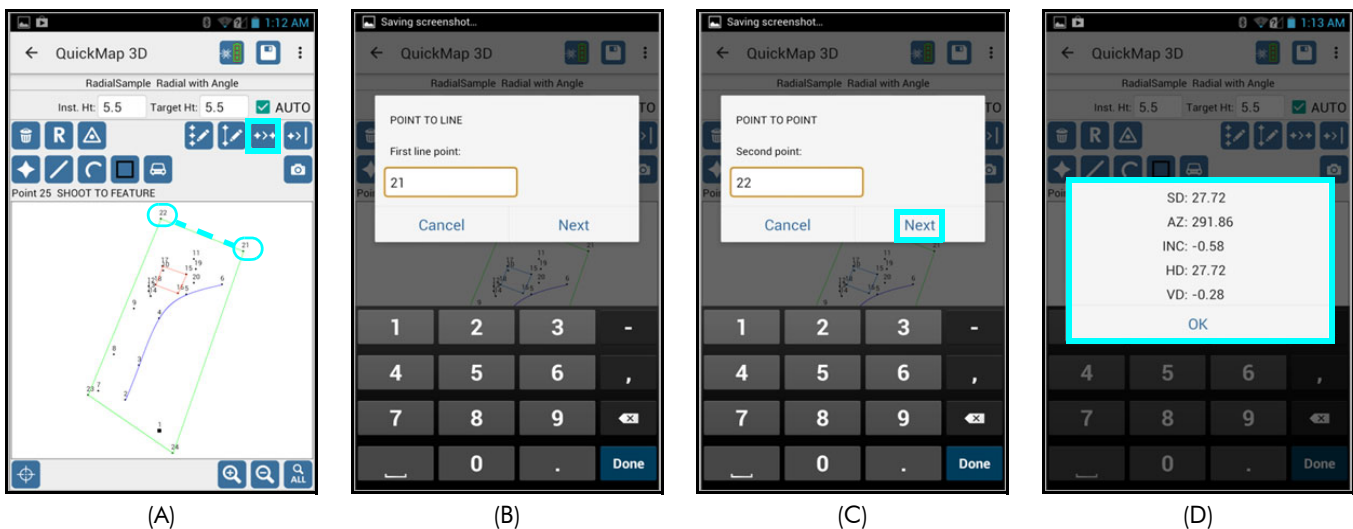 1:12 AM
QuickMap 3D
RadialSample Radial with Angle
Inst. Ht: 5.5 Target Ht: 5.5 AUTO
R
Point 25 SHOOT TO FEATURE
22
21
11
17
19
15
20
6
5
9
4
8
3
23 7
2
1
24
ALL
(A)
Saving screenshot...
QuickMap 3D
RadialSample Radial with Angle
TO
POINT TO LINE
First line point:
21
Cancel Next
1 2 3 -
4 5 6 ,
7 8 9
0 . Done
(B)
Saving screenshot...
QuickMap 3D
RadialSample Radial with Angle
TO
POINT TO POINT
Second point:
22
Cancel Next
1 2 3 -
4 5 6 ,
7 8 9
0 . Done
(C)
1:13 AM
QuickMap 3D
RadialSample Radial with Angle
Inst. Ht: 5.5 Target Ht: 5.5 AUTO
R
SD: 27.72
AZ: 291.86
INC: -0.58
HD: 27.72
VD: -0.28
OK
4 5 6 ,
7 8 9
0 . Done
(D)